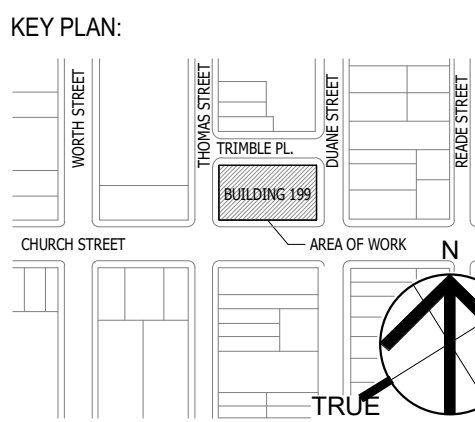 KEY PLAN:
WORTH STREET
THOMAS STREET
DUANE STREET
READE STREET
TRIMBLE PL.
BUILDING 199
CHURCH STREET
AREA OF WORK
N
TRUE